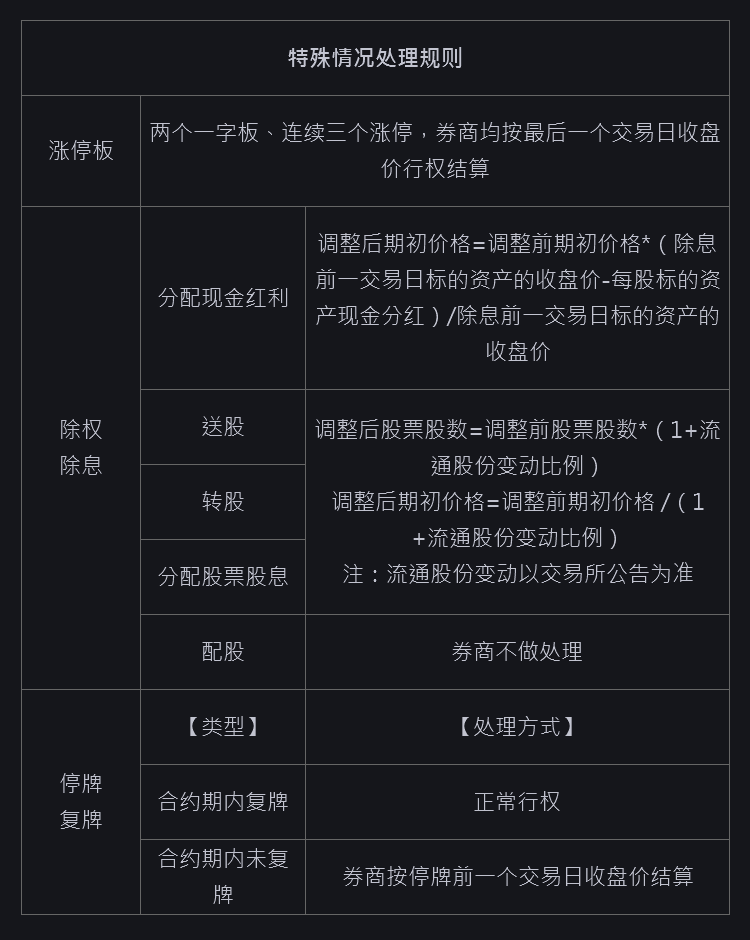 特殊情况处理规则
涨停板
两个一字板、连续三个涨停，券商均按最后一个交易日收盘
价行权结算
除权
除息
分配现金红利
调整后期初价格=调整前期初价格*（除息
前一交易日标的资产的收盘价-每股标的资
产现金分红）/除息前一交易日标的资产的
收盘价
送股
转股
分配股票股息
调整后股票股数=调整前股票股数*（1+流
通股份变动比例）
调整后期初价格=调整前期初价格/（1
+流通股份变动比例）
注：流通股份变动以交易所公告为准
配股
券商不做处理
停牌
复牌
【类型】
【处理方式】
合约期内复牌
正常行权
合约期内未复
牌
券商按停牌前一个交易日收盘价结算